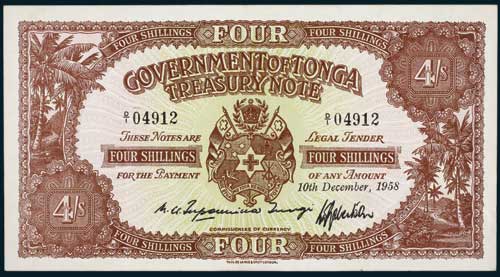 FOUR SHILLINGS FOUR FOUR SHILLINGS
GOVERNMENT OF TONGA
TREASURY NOTE
4/s 4/s
D/1 04912 D/1 04912
THESE NOTES ARE LEGAL TENDER
FOUR SHILLINGS FOUR SHILLINGS
FOR THE PAYMENT OF ANY AMOUNT
10th December, 1958
COMMISSIONERS OF CURRENCY
4/s 4/s
FOUR SHILLINGS FOUR FOUR SHILLINGS